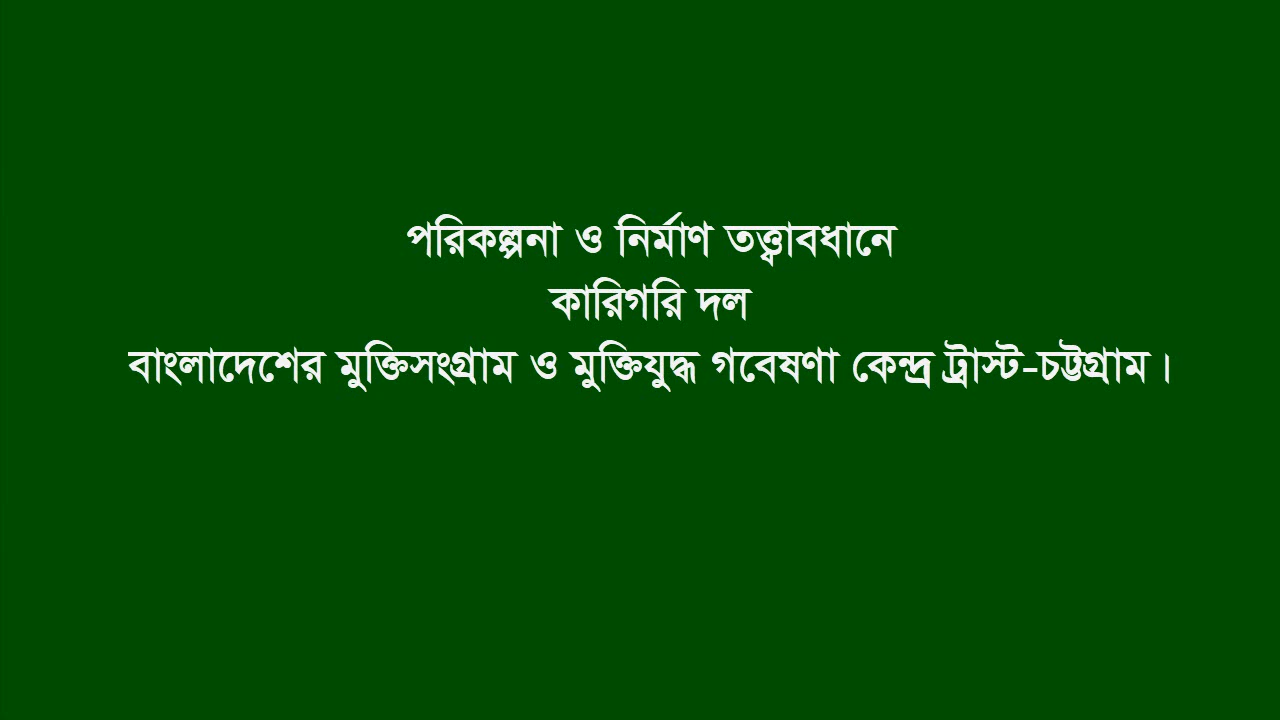 পরিকল্পনা ও নির্মাণ তত্ত্বাবধানে
কারিগরি দল
বাংলাদেশের মুক্তিসংগ্রাম ও মুক্তিযুদ্ধ গবেষণা কেন্দ্র ট্রাস্ট-চট্টগ্রাম।